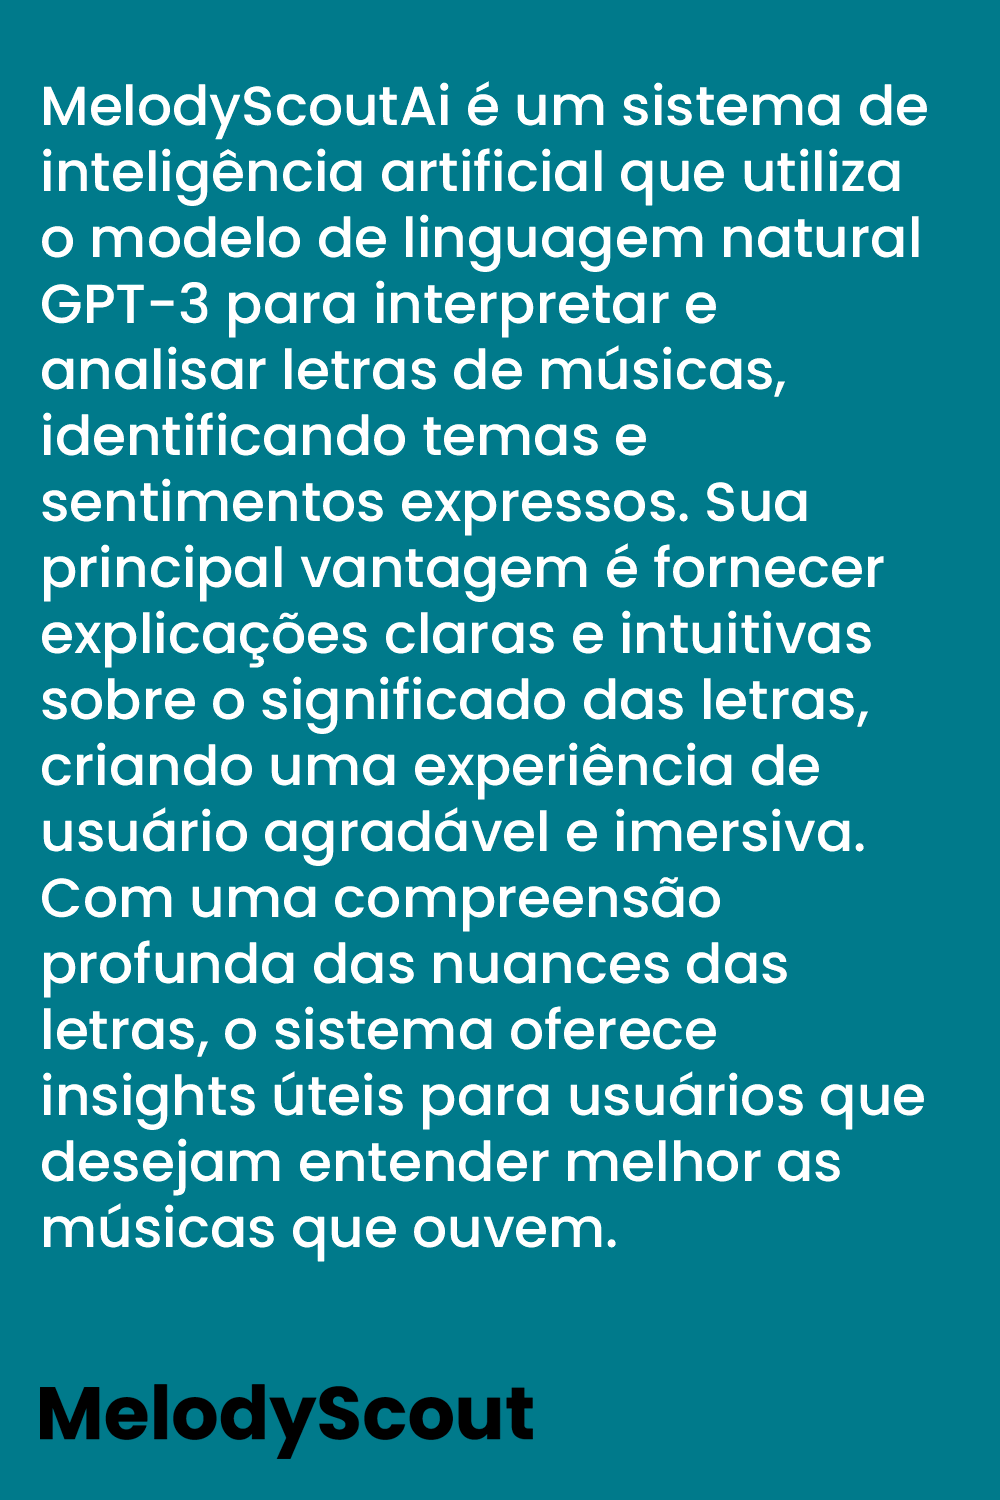 MelodyScoutAi é um sistema de
inteligência artificial que utiliza
o modelo de linguagem natural
GPT-3 para interpretar e
analisar letras de músicas,
identificando temas e
sentimentos expressos. Sua
principal vantagem é fornecer
explicações claras e intuitivas
sobre o significado das letras,
criando uma experiência de
usuário agradável e imersiva.
Com uma compreensão
profunda das nuances das
letras, o sistema oferece
insights úteis para usuários que
desejam entender melhor as
músicas que ouvem.
MelodyScout